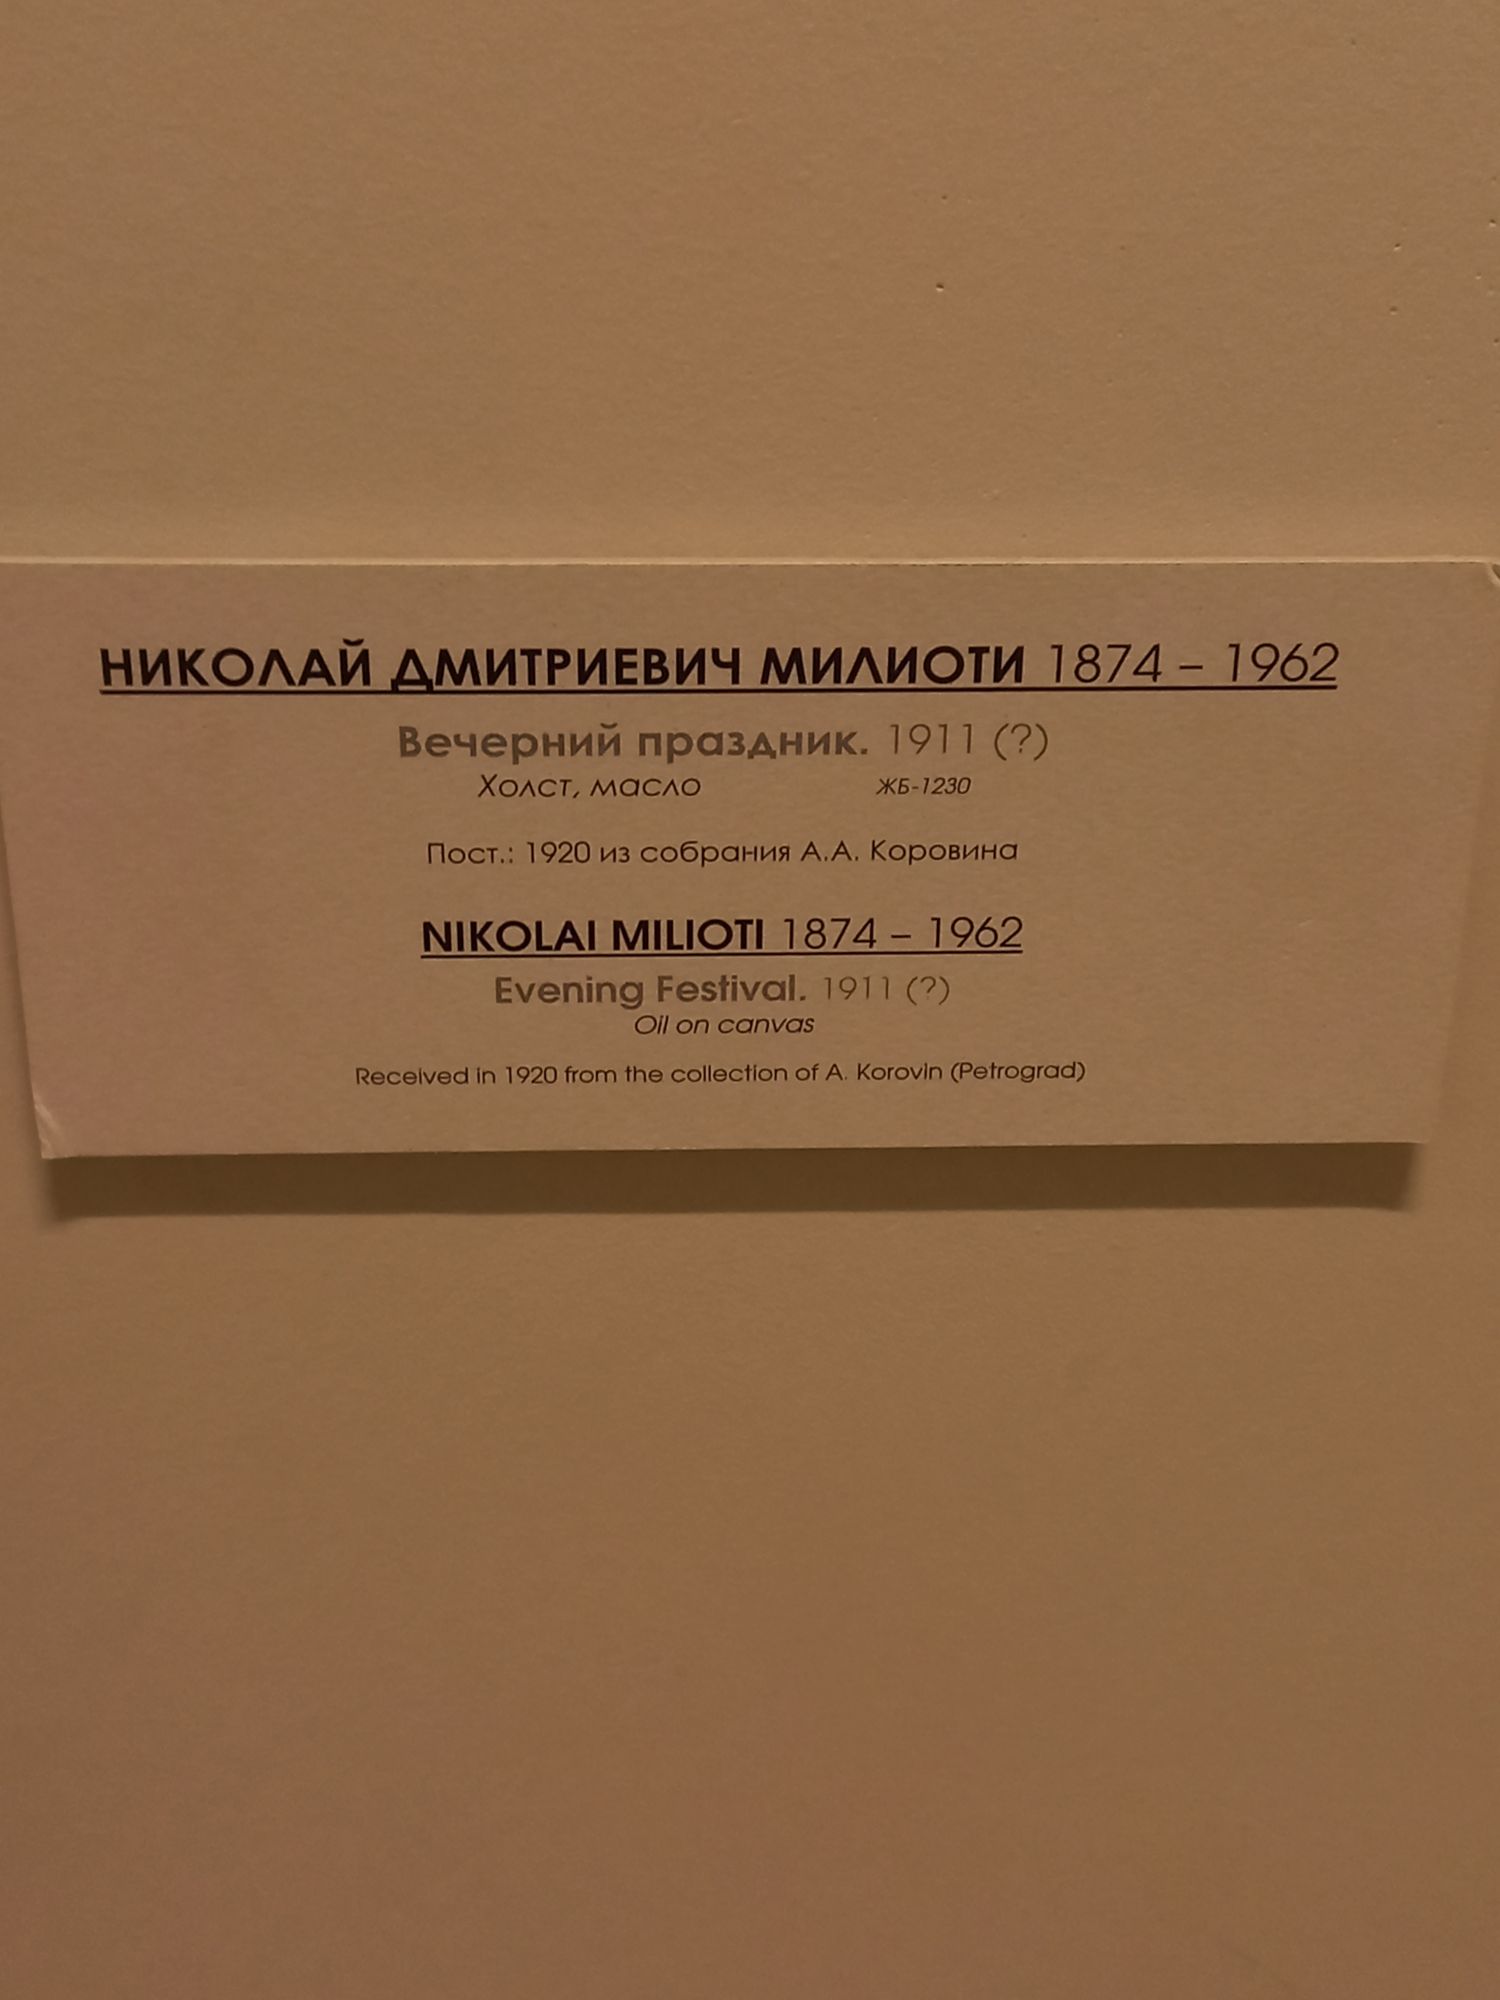 НИКОЛАЙ ДМИТРИЕВИЧ МИЛИОТИ 1874 – 1962
Вечерний праздник. 1911 (?)
Холст, масло ЖБ-1230
Пост.: 1920 из собрания А.А. Коровина
NIKOLAI MILIOTI 1874 – 1962
Evening Festival. 1911 (?)
Oil on canvas
Received in 1920 from the collection of A. Korovin (Petrograd)